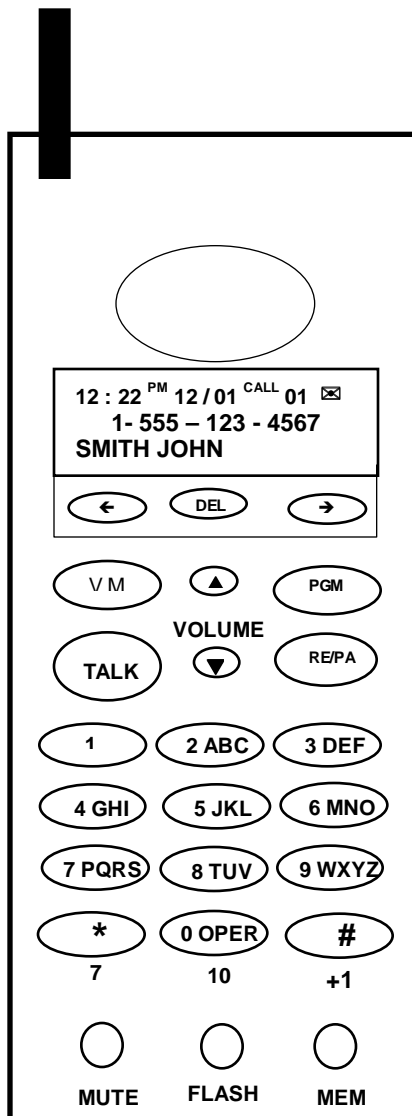 12 : 22 PM 12 / 01 CALL 01 ✉
1- 555 – 123 - 4567
SMITH JOHN
← DEL →
V M ▲ PGM
VOLUME
TALK ▼ RE/PA
1 2 ABC 3 DEF
4 GHI 5 JKL 6 MNO
7 PQRS 8 TUV 9 WXYZ
* 0 OPER #
7 10 +1
MUTE FLASH MEM